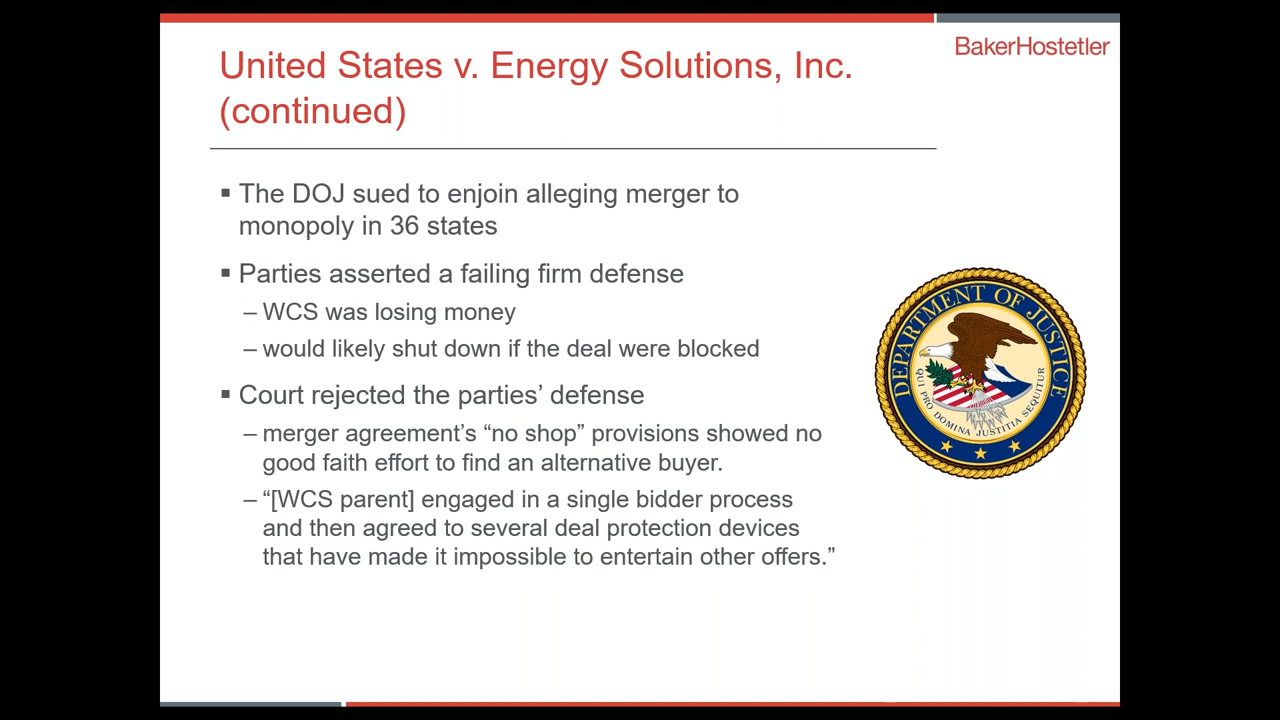 BakerHostetler
United States v. Energy Solutions, Inc.
(continued)
▪ The DOJ sued to enjoin alleging merger to
monopoly in 36 states
▪ Parties asserted a failing firm defense
– WCS was losing money
– would likely shut down if the deal were blocked
▪ Court rejected the parties’ defense
– merger agreement’s “no shop” provisions showed no
good faith effort to find an alternative buyer.
– “[WCS parent] engaged in a single bidder process
and then agreed to several deal protection devices
that have made it impossible to entertain other offers.”
DEPARTMENT OF JUSTICE
QUI PRO DOMINA JUSTITIA SEQUITUR